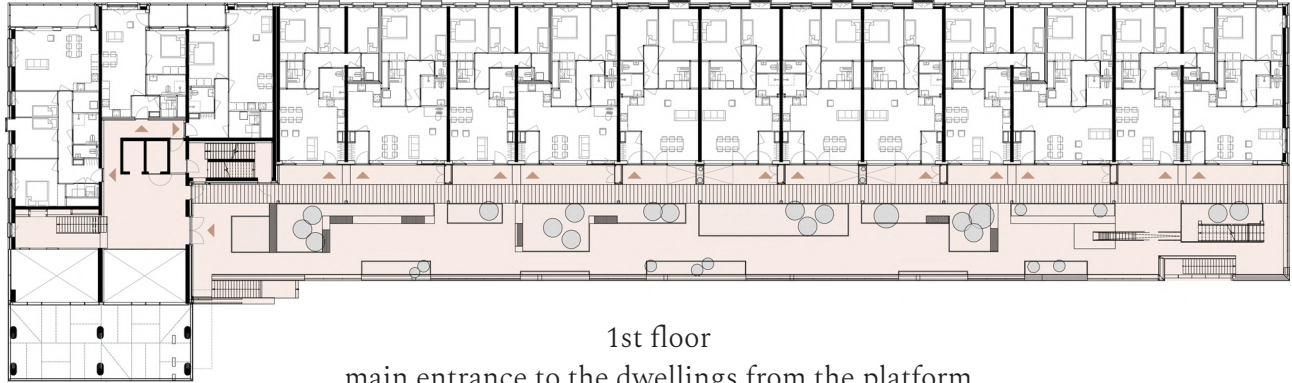 1st floor
main entrance to the dwellings from the platform